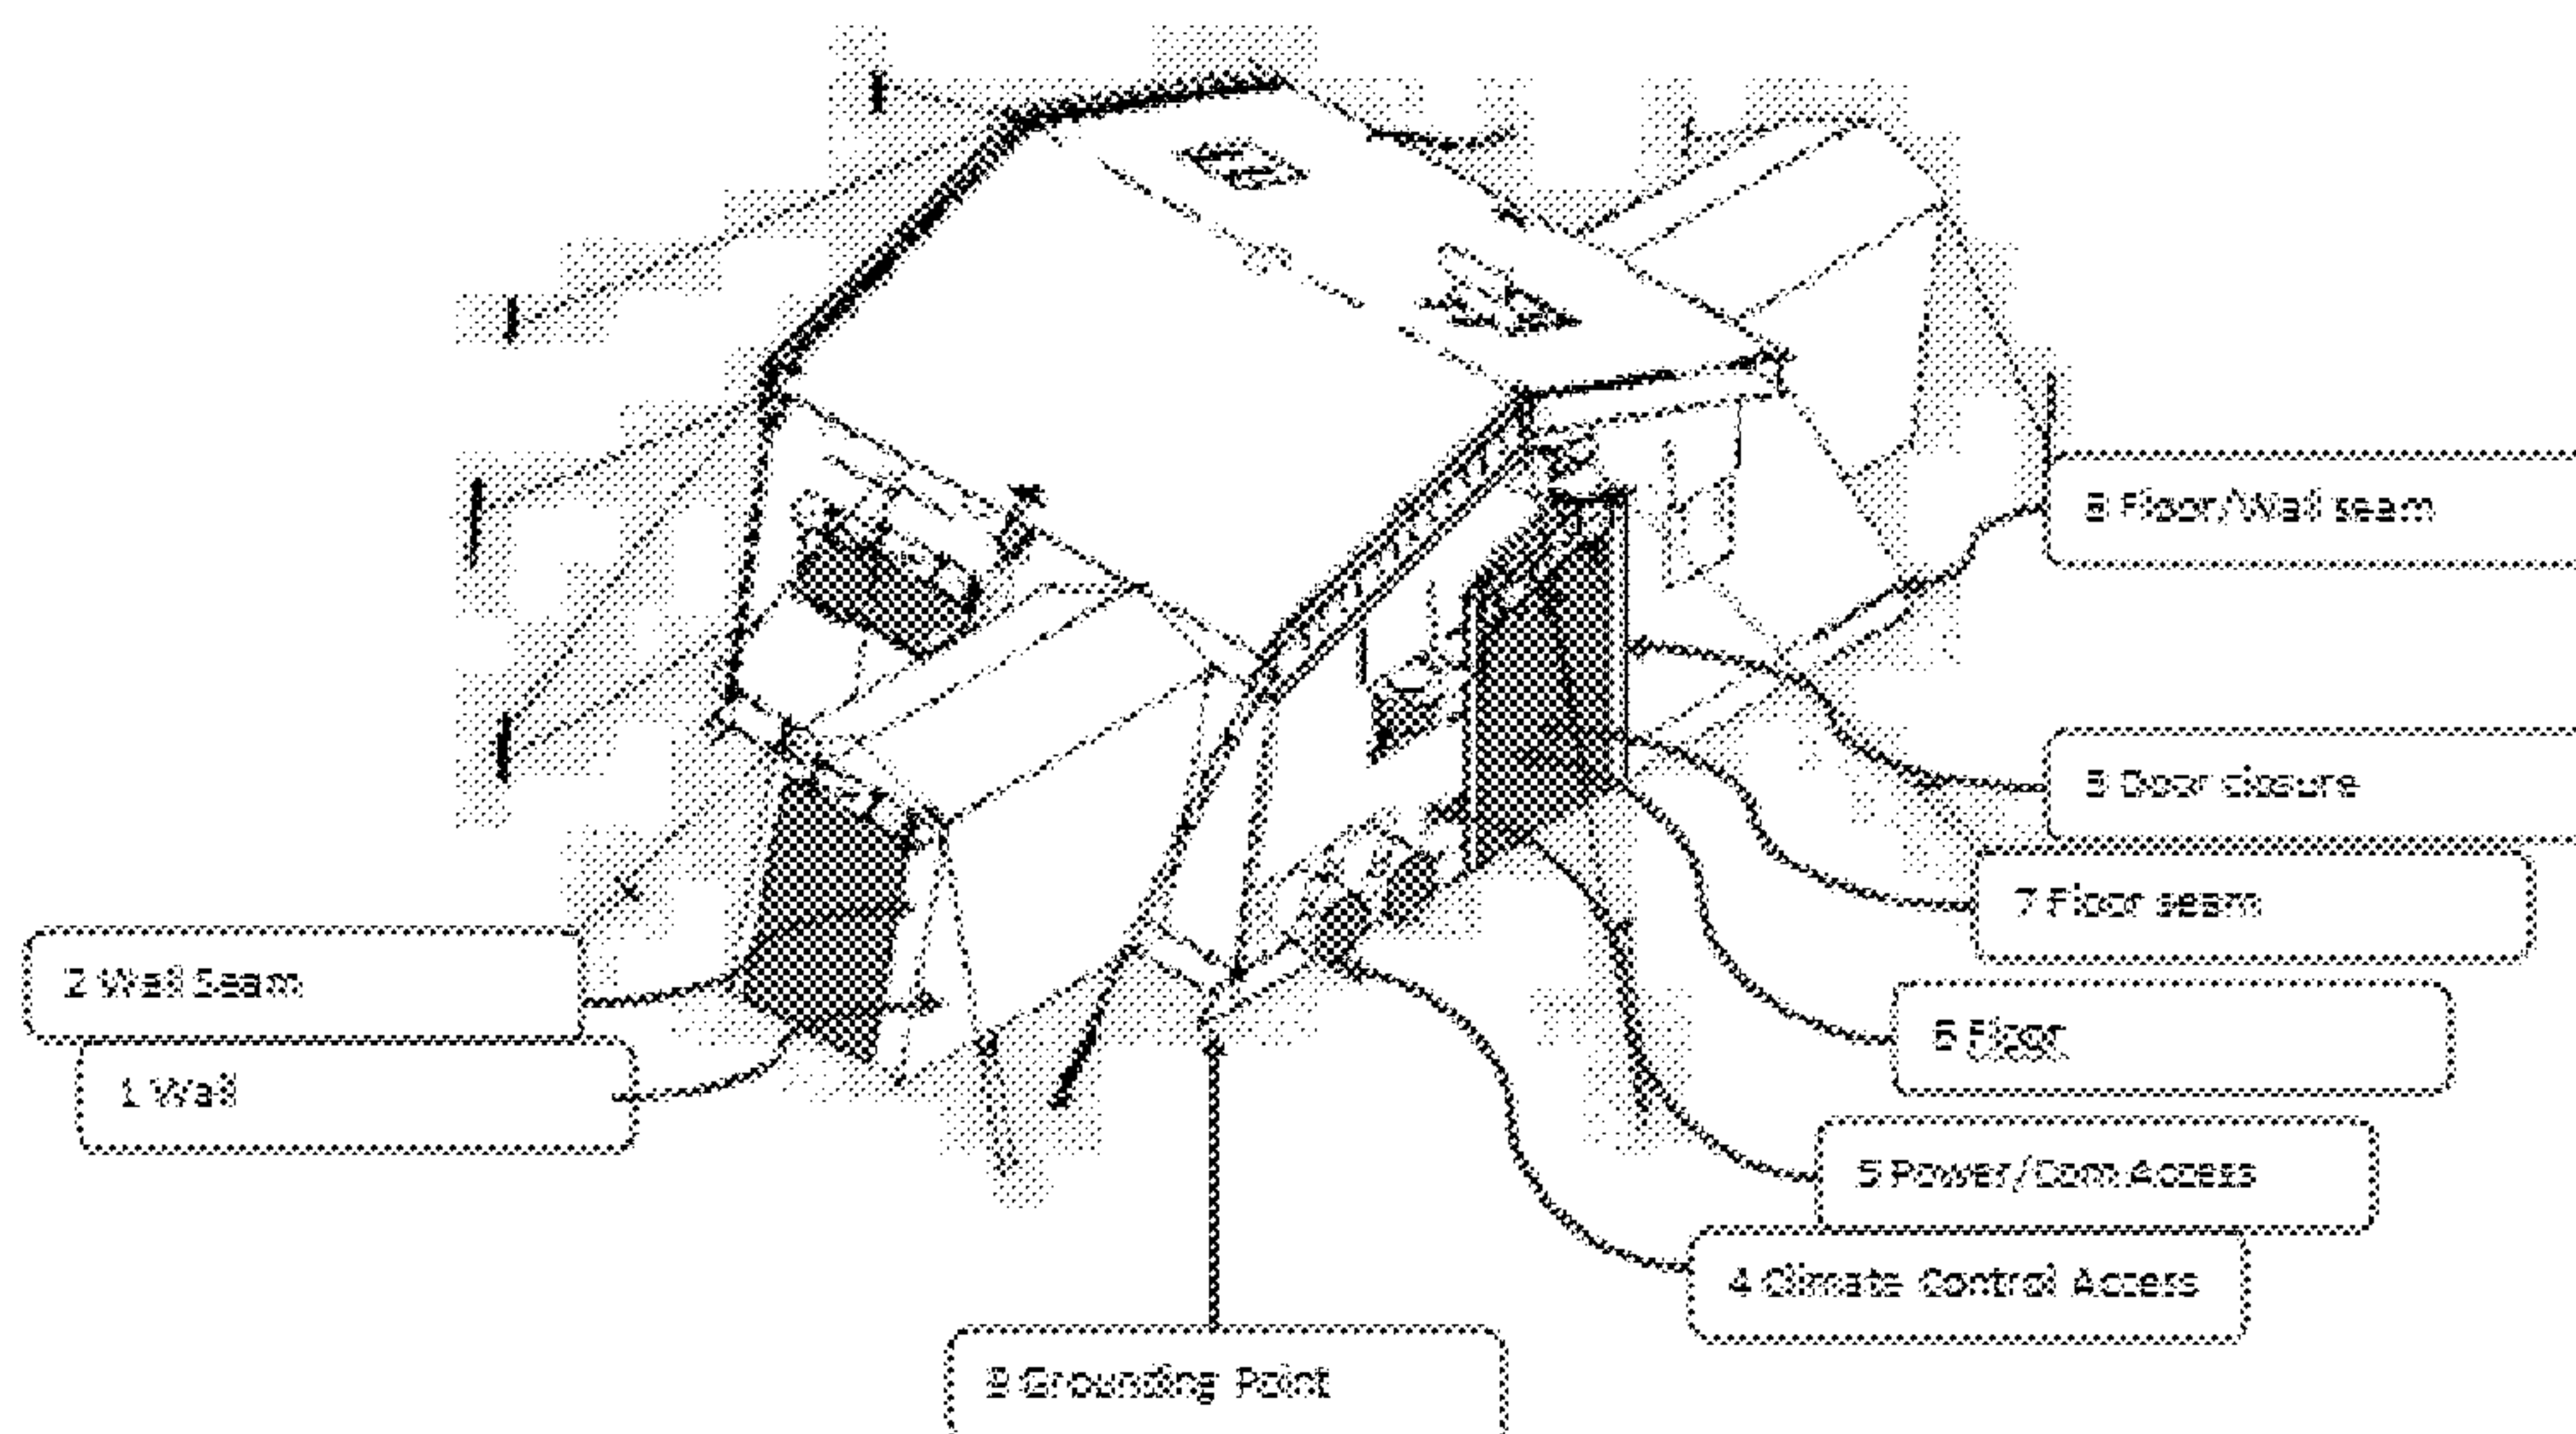 8 Floor/Wall seam
3 Door closure
7 Floor seam
2 Wall Seam
6 Floor
1 Wall
5 Power/Com Access
4 Climate Control Access
9 Grounding Point